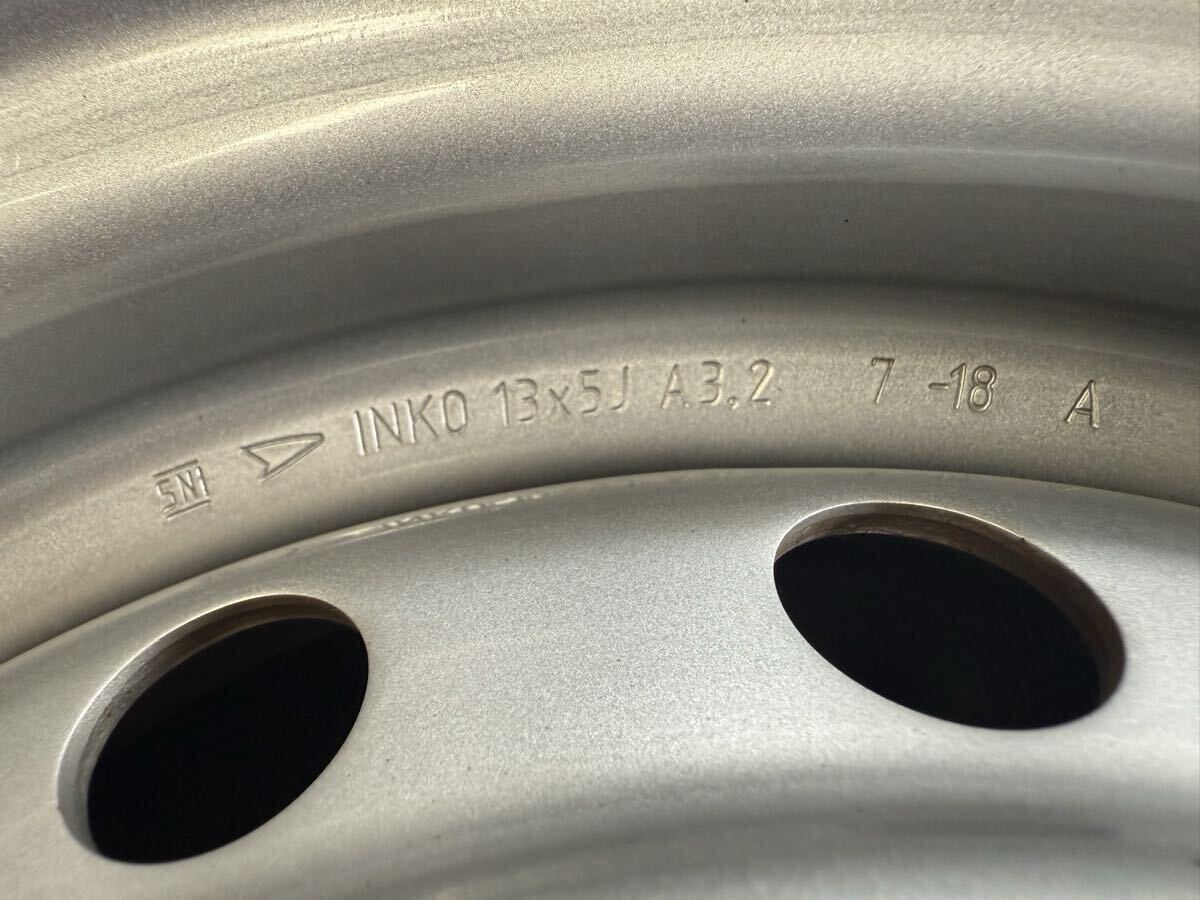 SNI INKO 13x5J A3.2 7 -18 A